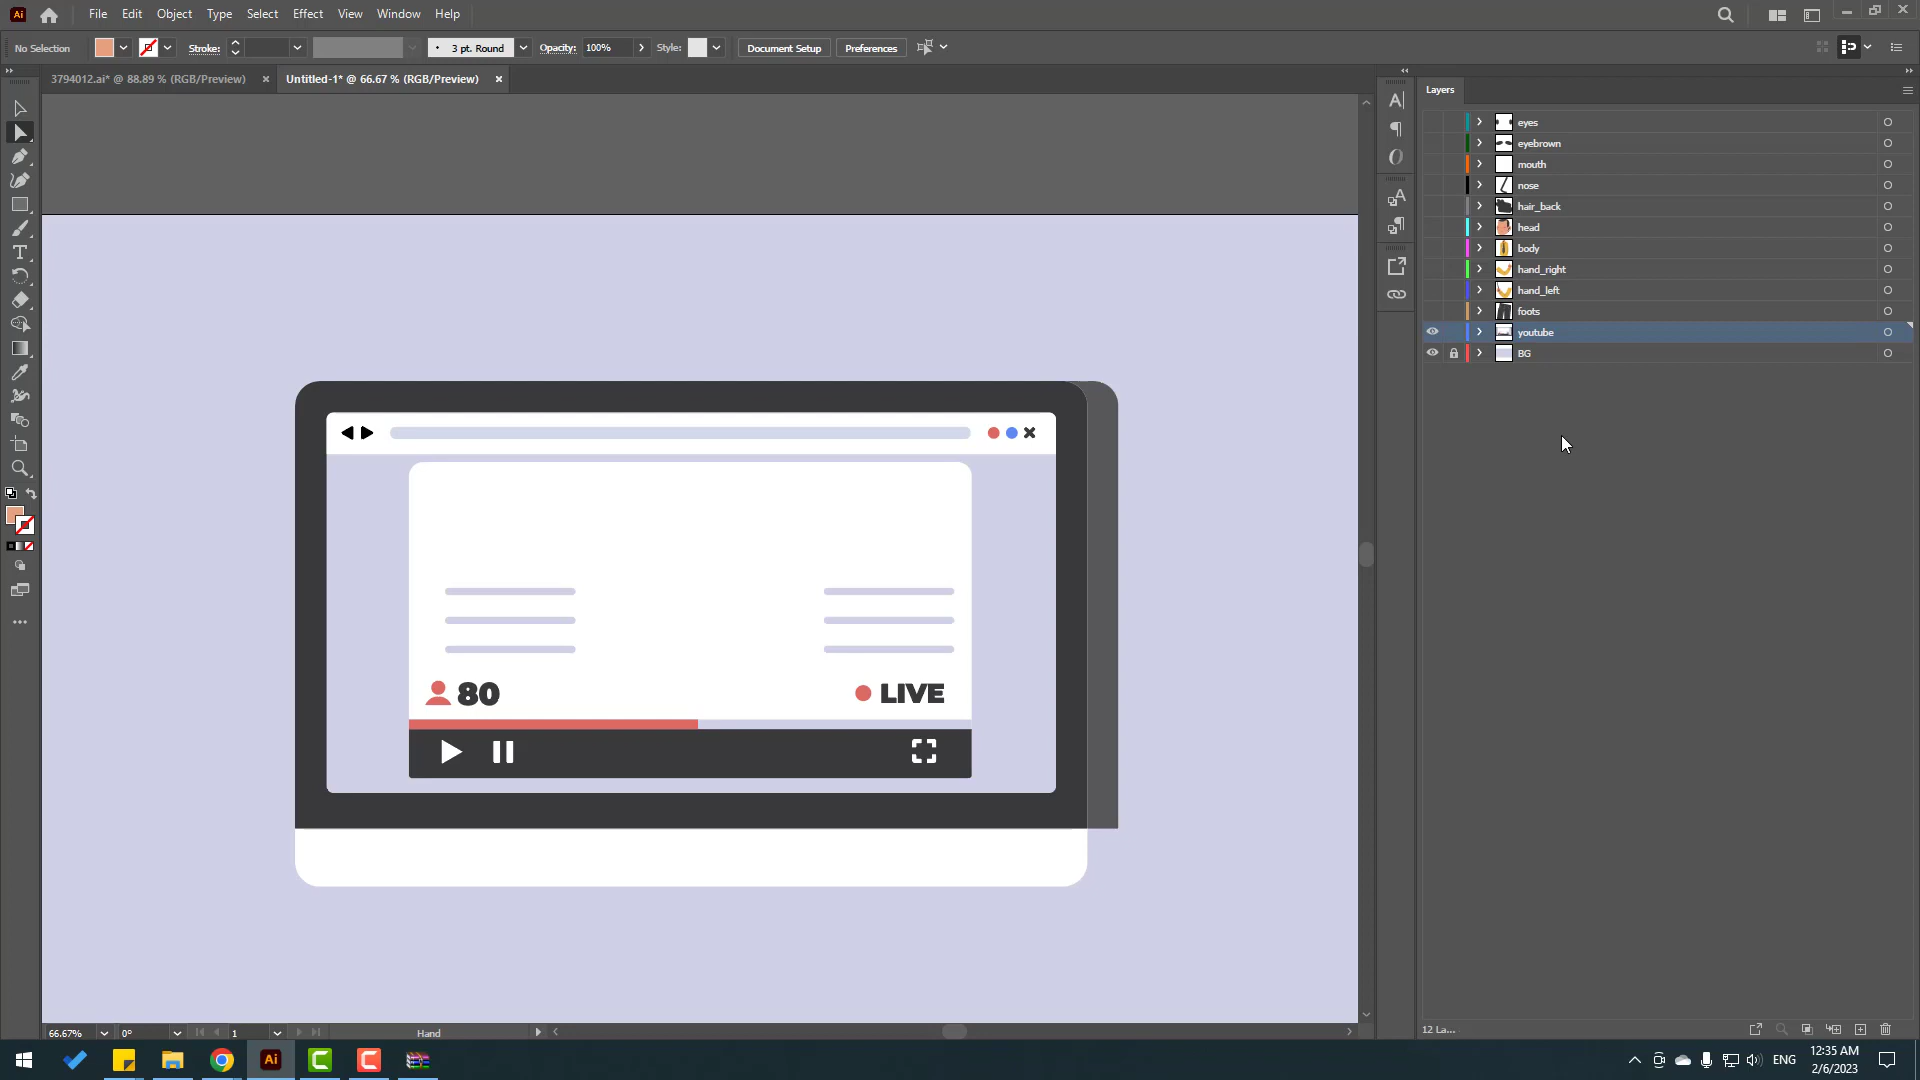 Ai File Edit Object Type Select Effect View Window Help
No Selection Stroke: 3 pt. Round Opacity: 100% Style: Document Setup Preferences
3794012.ai* @ 88.89 % (RGB/Preview) × Untitled-1* @ 66.67 % (RGB/Preview) ×
Layers
eyes
eyebrown
mouth
nose
hair_back
head
body
hand_right
hand_left
foots
youtube
BG
80
LIVE
66.67% 0° 1 Hand
12 La...
Ai
ENG
12:35 AM
2/6/2023